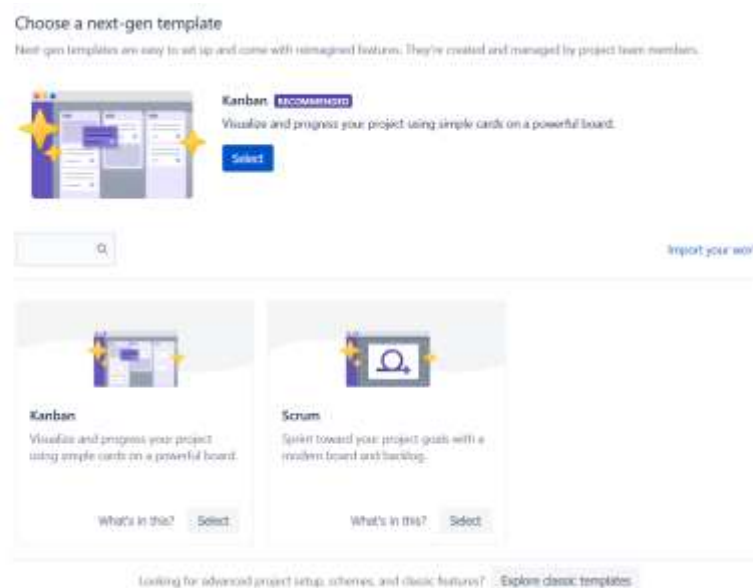 Choose a next-gen template
Next-gen templates are easy to set up and come with reimagined features. They're created and managed by project team members.
Kanban RECOMMENDED
Visualize and progress your project using simple cards on a powerful board.
Select
Import your wor
Kanban
Visualize and progress your project
using simple cards on a powerful board.
What's in this? Select
Scrum
Sprint toward your project goals with a
modern board and backlog.
What's in this? Select
Looking for advanced project setup, schemes, and classic features? Explore classic templates